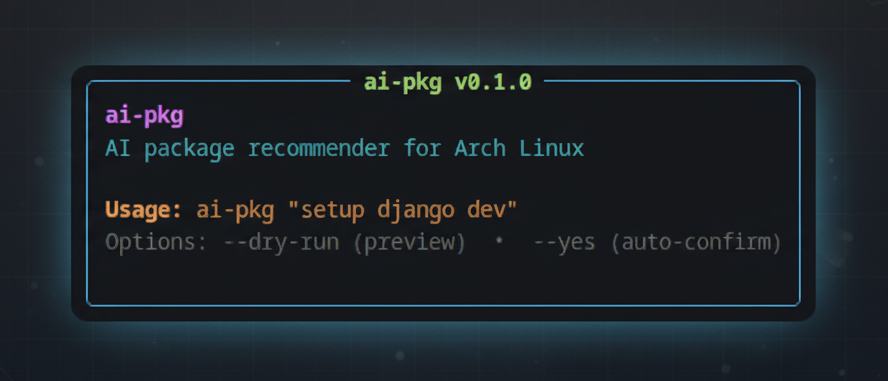 ai-pkg v0.1.0
ai-pkg
AI package recommender for Arch Linux
Usage: ai-pkg "setup django dev"
Options: --dry-run (preview) • --yes (auto-confirm)